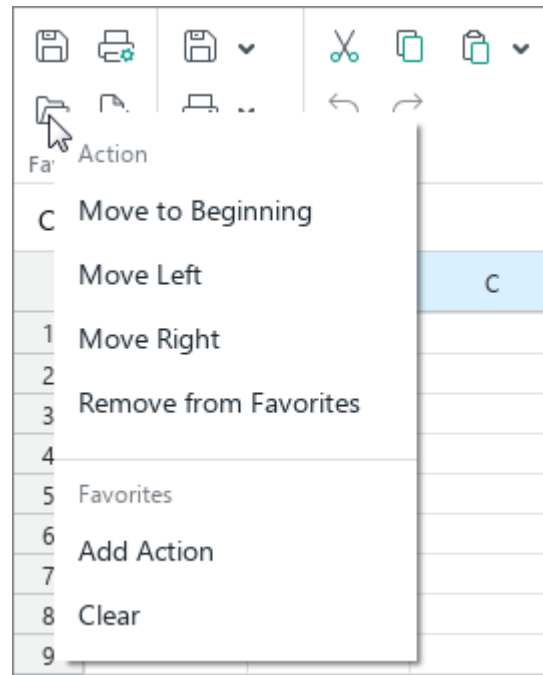 Action
Fa
Move to Beginning
C
Move Left
C
Move Right
1
2
Remove from Favorites
3
4
Favorites
5
6
Add Action
7
Clear
8
9